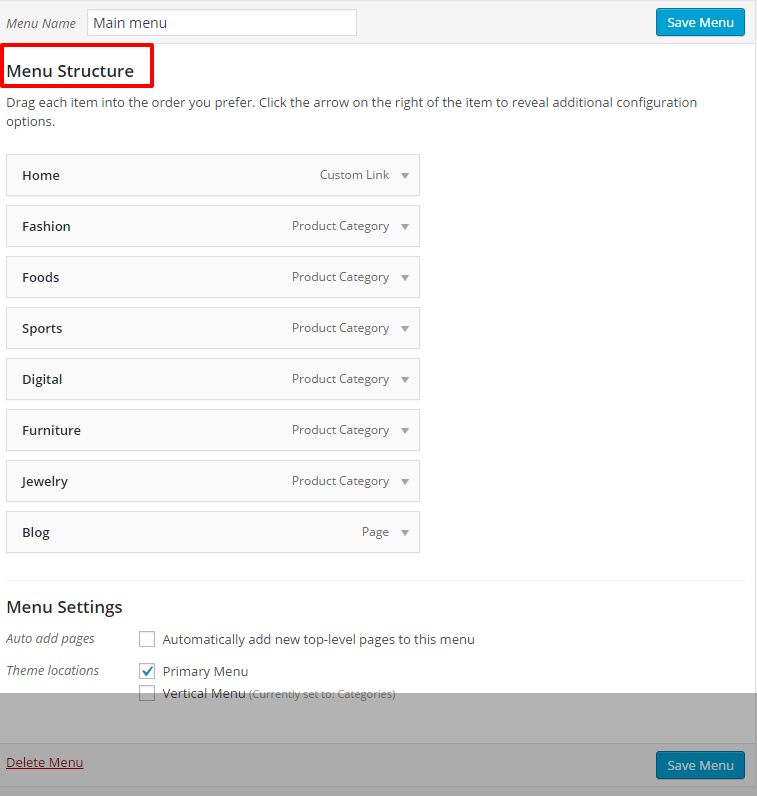 Menu Name Main menu Save Menu
Menu Structure
Drag each item into the order you prefer. Click the arrow on the right of the item to reveal additional configuration
options.
Home Custom Link
Fashion Product Category
Foods Product Category
Sports Product Category
Digital Product Category
Furniture Product Category
Jewelry Product Category
Blog Page
Menu Settings
Auto add pages Automatically add new top-level pages to this menu
Theme locations Primary Menu
Vertical Menu (Currently set to: Categories)
Delete Menu Save Menu